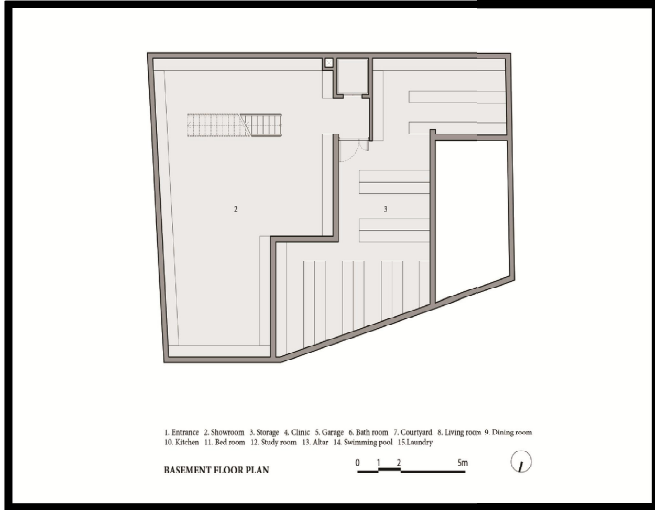 2
3
1. Entrance 2. Showroom 3. Storage 4. Clinic 5. Garage 6. Bath room 7. Courtyard 8. Living room 9. Dining room
10. Kitchen 11. Bed room 12. Study room 13. Altar 14. Swimming pool 15.Laundry
0 1 2 5m
BASEMENT FLOOR PLAN